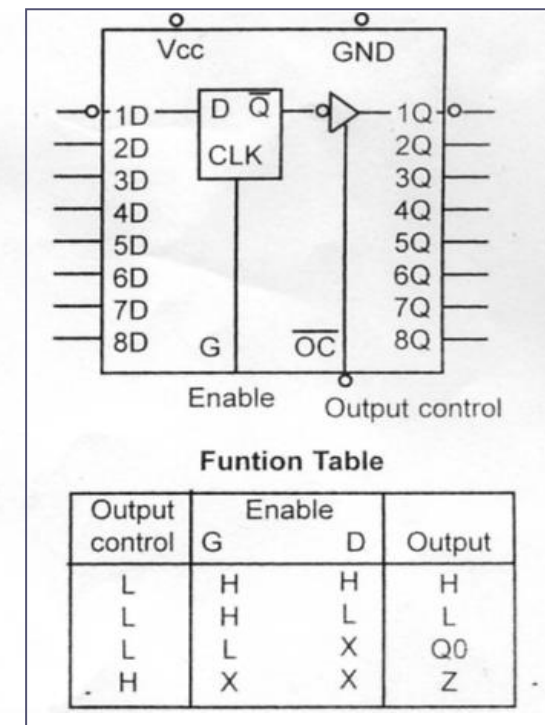 Vcc GND
1D D Q̅ 1Q
2D CLK 2Q
3D 3Q
4D 4Q
5D 5Q
6D 6Q
7D 7Q
8D G O̅C̅ 8Q
Enable Output control
Funtion Table
Output Enable
control G D Output
L H H H
L H L L
L L X Q0
H X X Z